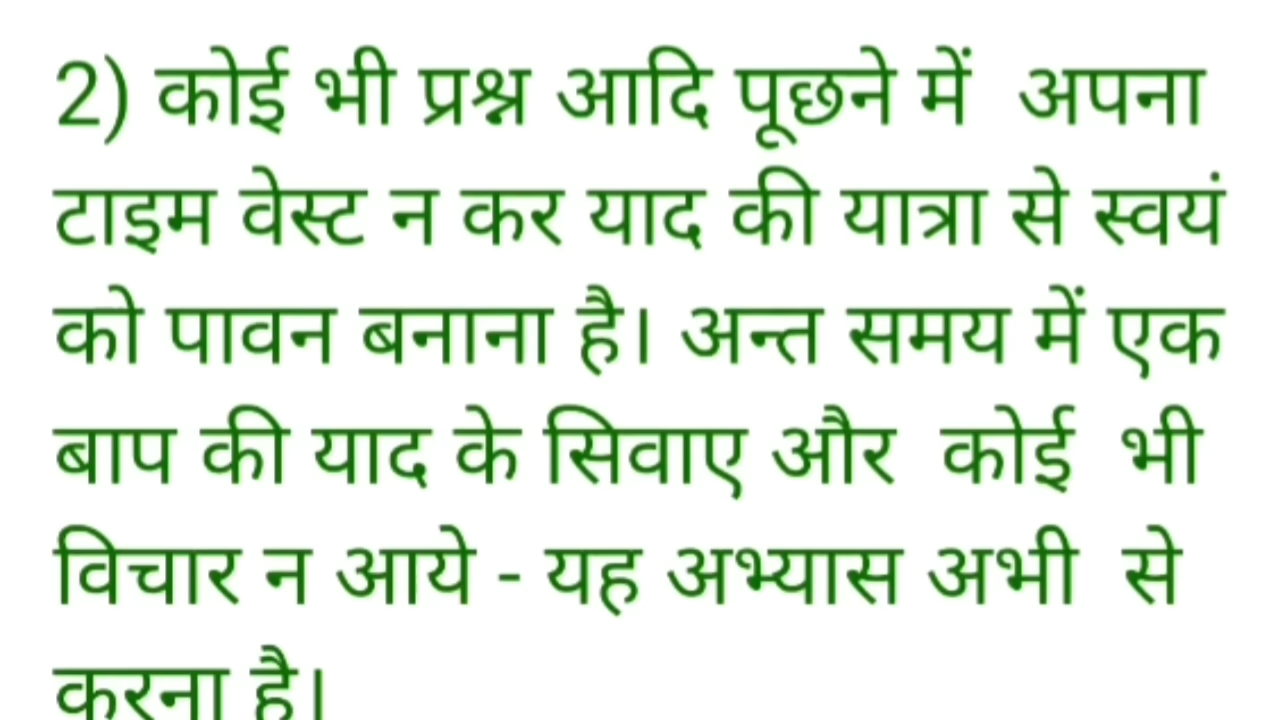 2) कोई भी प्रश्न आदि पूछने में अपना
टाइम वेस्ट न कर याद की यात्रा से स्वयं
को पावन बनाना है। अन्त समय में एक
बाप की याद के सिवाए और कोई भी
विचार न आये - यह अभ्यास अभी से
करना है।